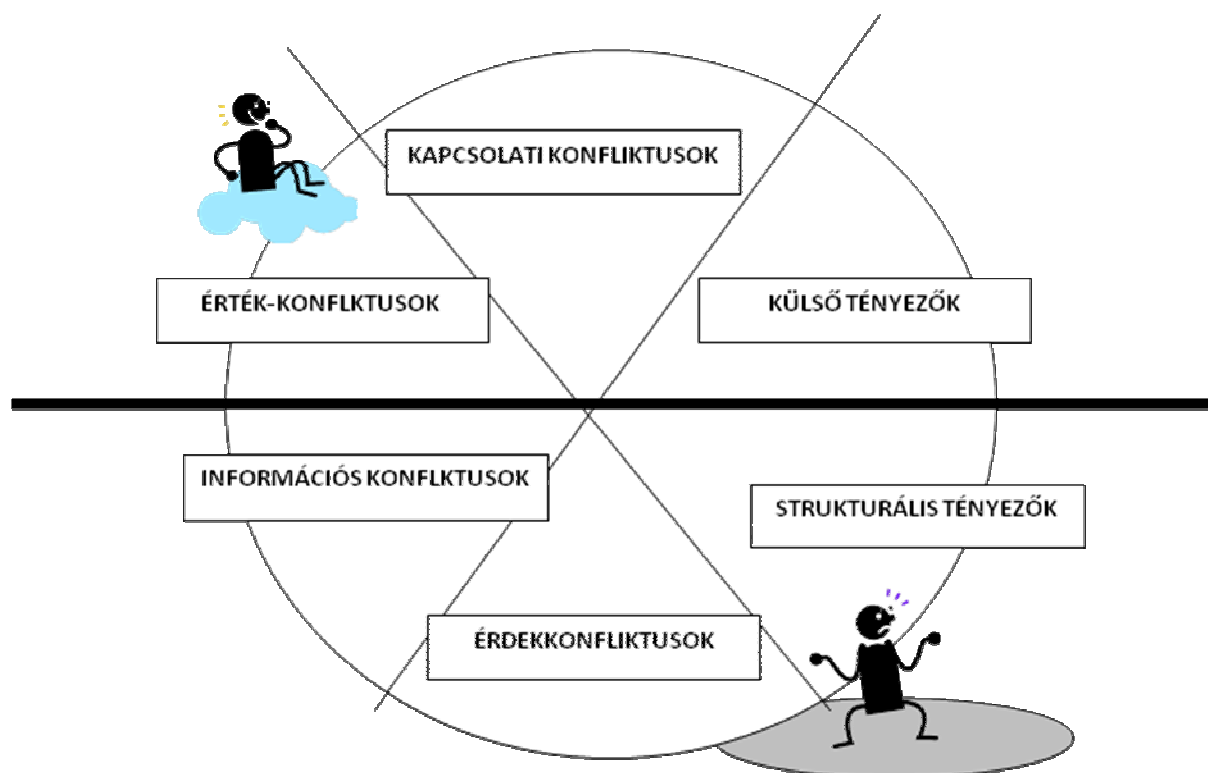 KAPCSOLATI KONFLIKTUSOK
ÉRTÉK-KONFLKTUSOK
KÜLSŐ TÉNYEZŐK
INFORMÁCIÓS KONFLKTUSOK
STRUKTURÁLIS TÉNYEZŐK
ÉRDEKKONFLIKTUSOK